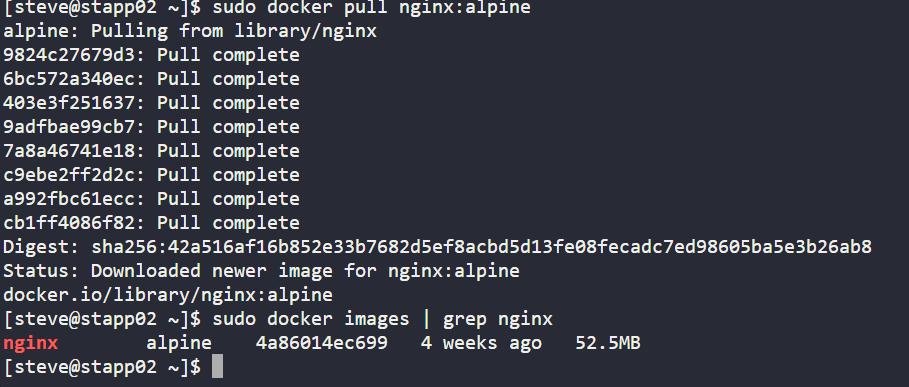 [steve@stapp02 ~]$ sudo docker pull nginx:alpine
alpine: Pulling from library/nginx
9824c27679d3: Pull complete
6bc572a340ec: Pull complete
403e3f251637: Pull complete
9adfbae99cb7: Pull complete
7a8a46741e18: Pull complete
c9ebe2ff2d2c: Pull complete
a992fbc61ecc: Pull complete
cb1ff4086f82: Pull complete
Digest: sha256:42a516af16b852e33b7682d5ef8acbd5d13fe08fecadc7ed98605ba5e3b26ab8
Status: Downloaded newer image for nginx:alpine
docker.io/library/nginx:alpine
[steve@stapp02 ~]$ sudo docker images | grep nginx
nginx        alpine    4a86014ec699   4 weeks ago   52.5MB
[steve@stapp02 ~]$